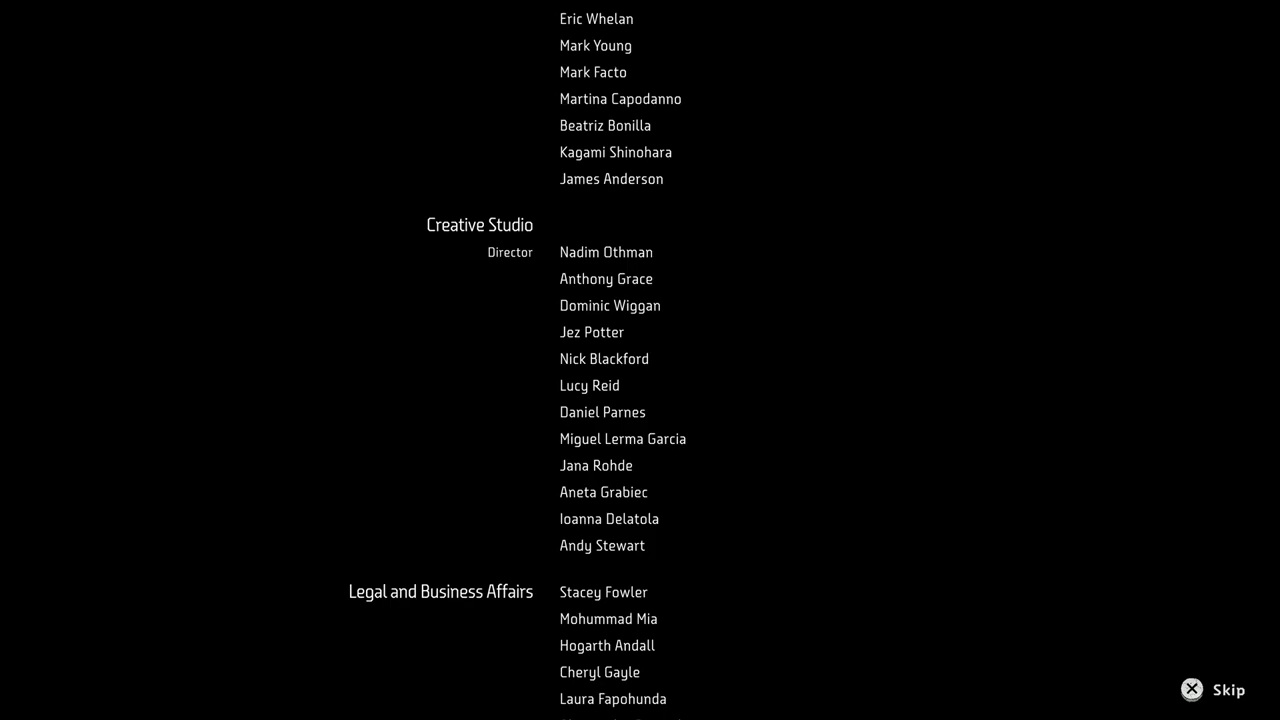 Eric Whelan
Mark Young
Mark Facto
Martina Capodanno
Beatriz Bonilla
Kagami Shinohara
James Anderson
Creative Studio
Director Nadim Othman
Anthony Grace
Dominic Wiggan
Jez Potter
Nick Blackford
Lucy Reid
Daniel Parnes
Miguel Lerma Garcia
Jana Rohde
Aneta Grabiec
Ioanna Delatola
Andy Stewart
Legal and Business Affairs Stacey Fowler
Mohummad Mia
Hogarth Andall
Cheryl Gayle
Laura Fapohunda
Skip